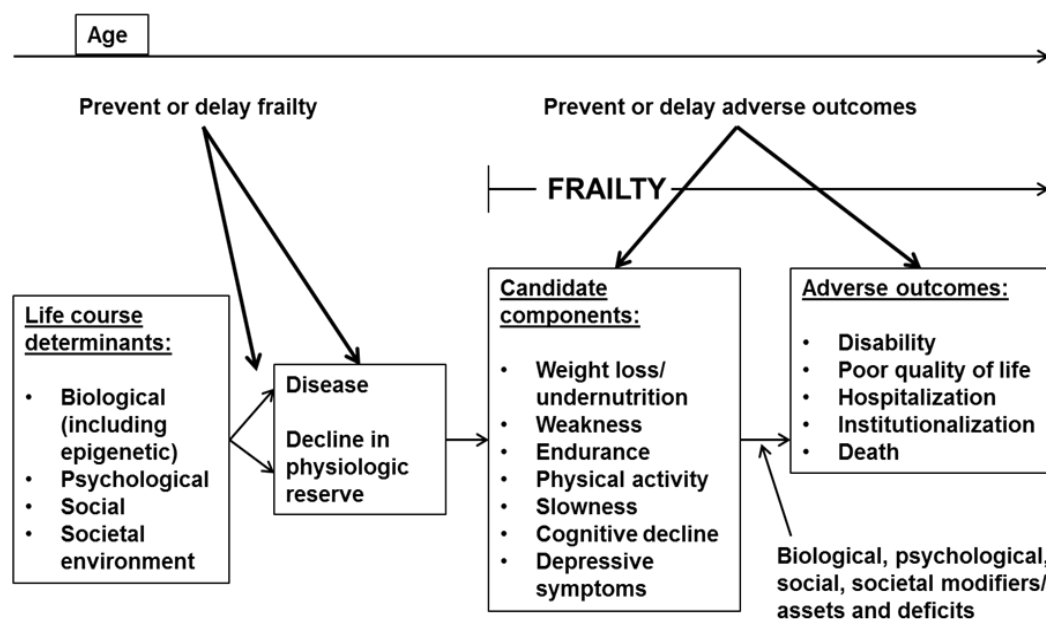 Age
Prevent or delay frailty
Prevent or delay adverse outcomes
FRAILTY
Life course
determinants:
• Biological
(including
epigenetic)
• Psychological
• Social
• Societal
environment
Disease
Decline in
physiologic
reserve
Candidate
components:
• Weight loss/
undernutrition
• Weakness
• Endurance
• Physical activity
• Slowness
• Cognitive decline
• Depressive
symptoms
Adverse outcomes:
• Disability
• Poor quality of life
• Hospitalization
• Institutionalization
• Death
Biological, psychological,
social, societal modifiers/
assets and deficits